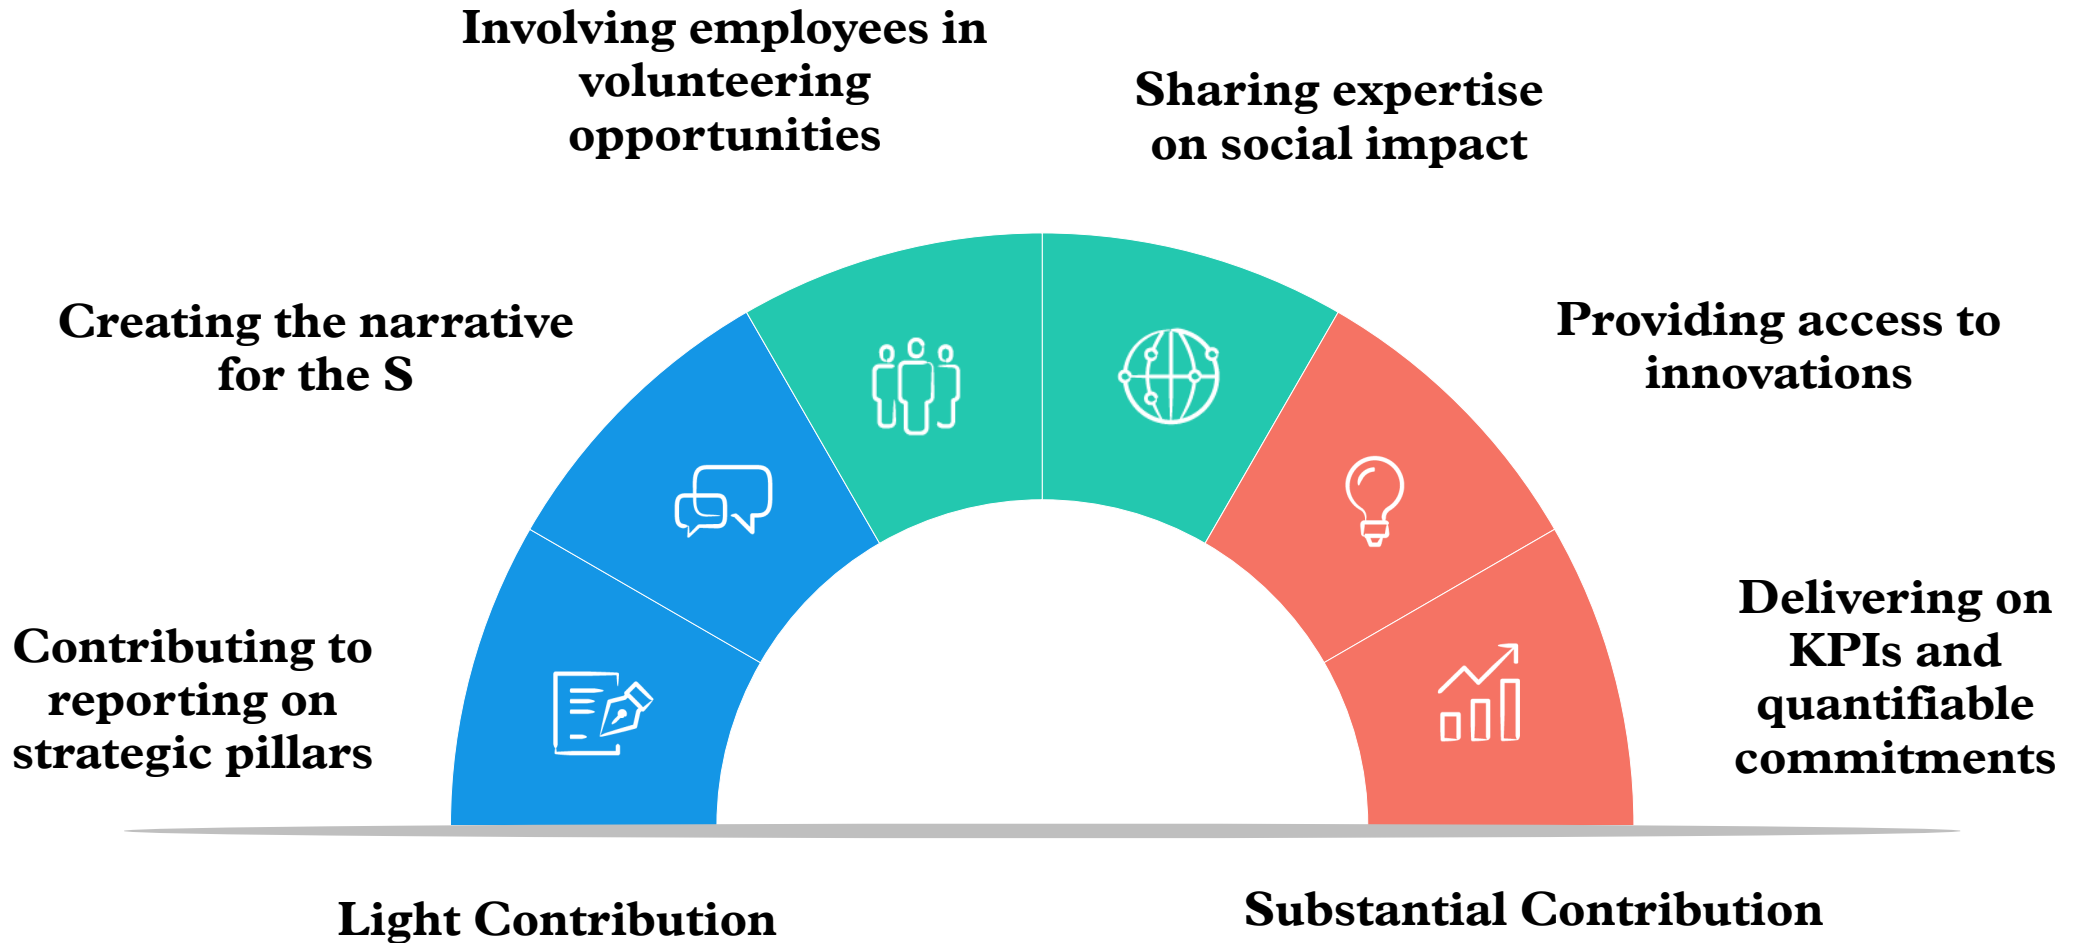 Involving employees in
volunteering
opportunities
Sharing expertise
on social impact
Creating the narrative
for the S
Providing access to
innovations
Contributing to
reporting on
strategic pillars
Delivering on
KPIs and
quantifiable
commitments
Light Contribution
Substantial Contribution